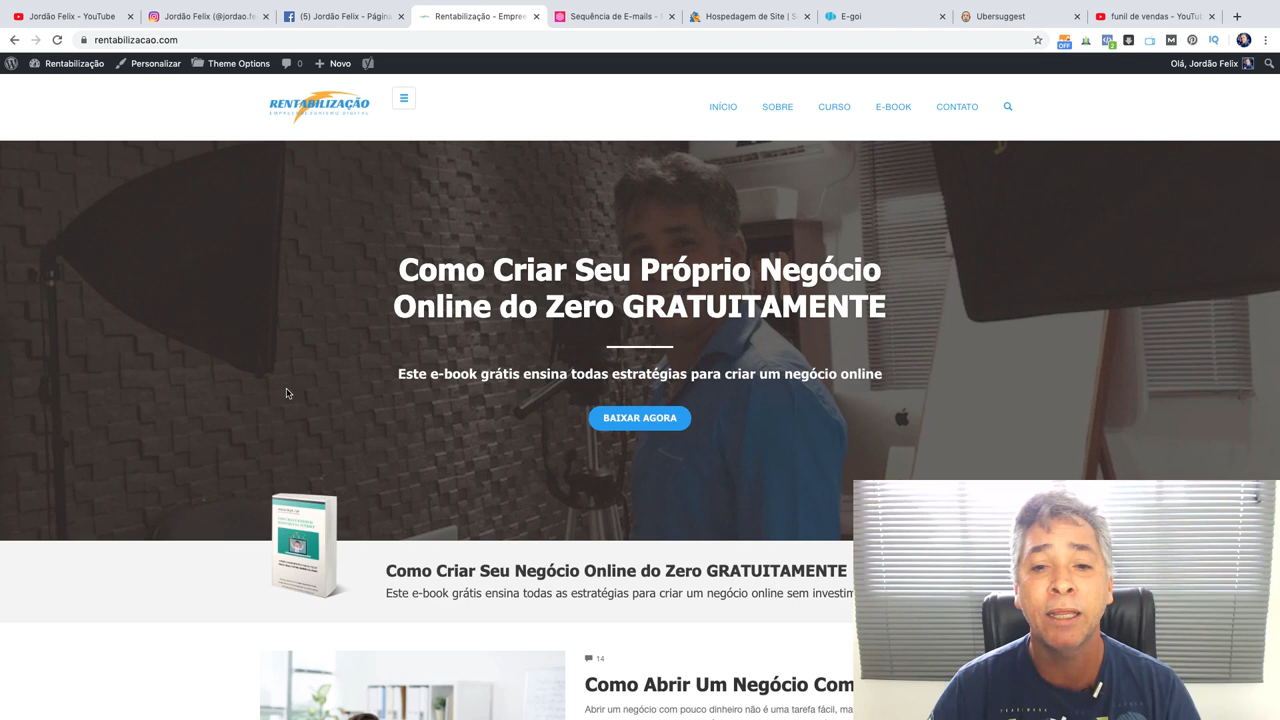 Jordão Felix - YouTube
Jordão Felix (@jordao.fe
(5) Jordão Felix - Págin
Rentabilização - Empree
Sequência de E-mails -
Hospedagem de Site | S
E-goi
Ubersuggest
funil de vendas - YouTu
rentabilizacao.com
OFF
2
Rentabilização
Personalizar
Theme Options
0
Novo
Olá, Jordão Felix
RENTABILIZAÇÃO
EMPREENDEDORISMO DIGITAL
INÍCIO
SOBRE
CURSO
E-BOOK
CONTATO
Como Criar Seu Próprio Negócio
Online do Zero GRATUITAMENTE
Este e-book grátis ensina todas estratégias para criar um negócio online
BAIXAR AGORA
Como Criar Seu Negócio Online do Zero GRATUITAMENTE
Este e-book grátis ensina todas as estratégias para criar um negócio online sem investim
14
Como Abrir Um Negócio Com
Abrir um negócio com pouco dinheiro não é uma tarefa fácil, ma